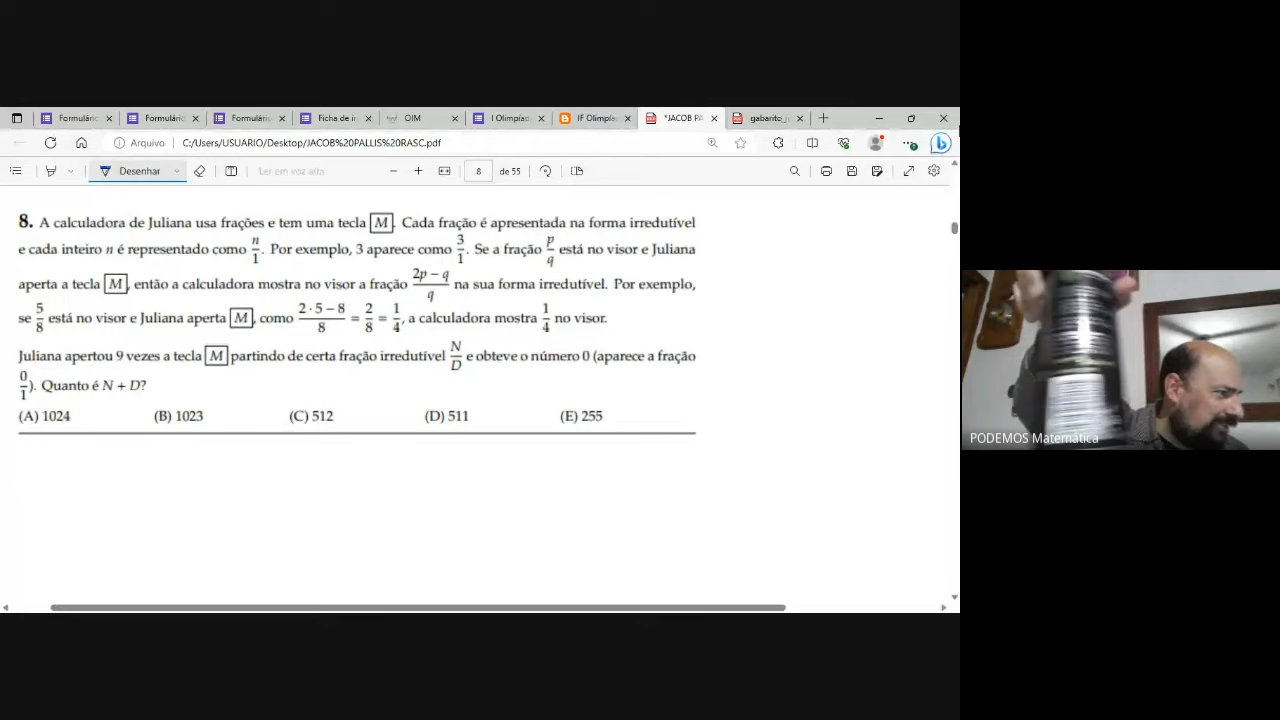 Formulário
Formulário
Formulári
Ficha de in
OIM
I Olimpíad
IF Olimpía
*JACOB PA
gabarito_j
Arquivo
C:/Users/USUARIO/Desktop/JACOB%20PALLIS%20RASC.pdf
Desenhar
Ler em voz alta
8
de 55
8. A calculadora de Juliana usa frações e tem uma tecla M. Cada fração é apresentada na forma irredutível
e cada inteiro n é representado como n/1. Por exemplo, 3 aparece como 3/1. Se a fração p/q está no visor e Juliana
aperta a tecla M, então a calculadora mostra no visor a fração 2p − q/q na sua forma irredutível. Por exemplo,
se 5/8 está no visor e Juliana aperta M, como 2 · 5 − 8/8 = 2/8 = 1/4, a calculadora mostra 1/4 no visor.
Juliana apertou 9 vezes a tecla M partindo de certa fração irredutível N/D e obteve o número 0 (aparece a fração
0/1). Quanto é N + D?
(A) 1024 (B) 1023 (C) 512 (D) 511 (E) 255
PODEMOS Matemática